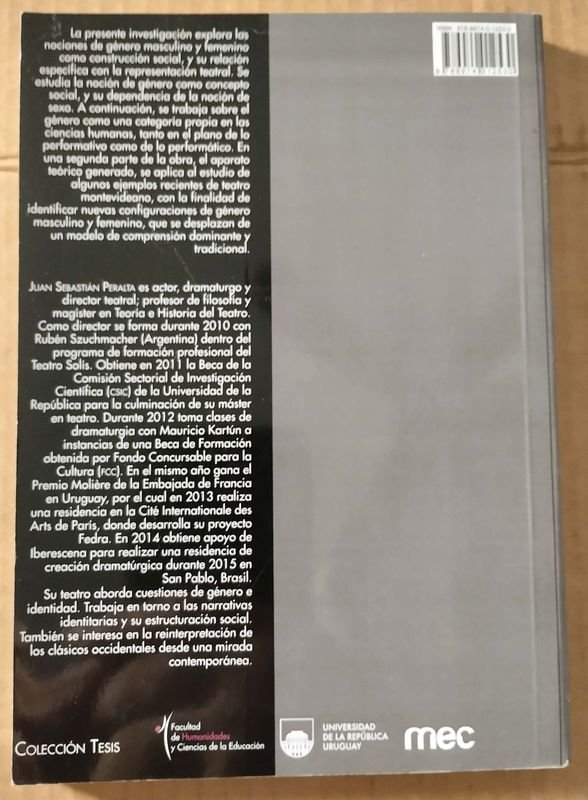 La presente investigación explora las
nociones de género masculino y femenino
como construcción social, y su relación
específica con la representación teatral. Se
estudia la noción de género como concepto
social, y su dependencia de la noción de
sexo. A continuación, se trabaja sobre el
género como una categoría propia en las
ciencias humanas, tanto en el plano de lo
performativo como de lo performático. En
una segunda parte de la obra, el aparato
teórico generado, se aplica al estudio de
algunos ejemplos recientes de teatro
montevideano, con la finalidad de
identificar nuevas configuraciones de género
masculino y femenino, que se desplazan de
un modelo de comprensión dominante y
tradicional.
JUAN SEBASTIÁN PERALTA es actor, dramaturgo y
director teatral; profesor de filosofía y
magíster en Teoría e Historia del Teatro.
Como director se forma durante 2010 con
Rubén Szuchmacher (Argentina) dentro del
programa de formación profesional del
Teatro Solís. Obtiene en 2011 la Beca de la
Comisión Sectorial de Investigación
Científica (CSIC) de la Universidad de la
República para la culminación de su máster
en teatro. Durante 2012 toma clases de
dramaturgia con Mauricio Kartún a
instancias de una Beca de Formación
obtenida por Fondo Concursable para la
Cultura (FCC). En el mismo año gana el
Premio Molière de la Embajada de Francia
en Uruguay, por el cual en 2013 realiza
una residencia en la Cité Internationale des
Arts de París, donde desarrolla su proyecto
Fedra. En 2014 obtiene apoyo de
Iberescena para realizar una residencia de
creación dramatúrgica durante 2015 en
San Pablo, Brasil.
Su teatro aborda cuestiones de género e
identidad. Trabaja en torno a las narrativas
identitarias y su estructuración social.
También se interesa en la reinterpretación de
los clásicos occidentales desde una mirada
contemporánea.
COLECCIÓN TESIS
Facultad
de Humanidades
y Ciencias de la Educación
UNIVERSIDAD
DE LA REPÚBLICA
URUGUAY
mec